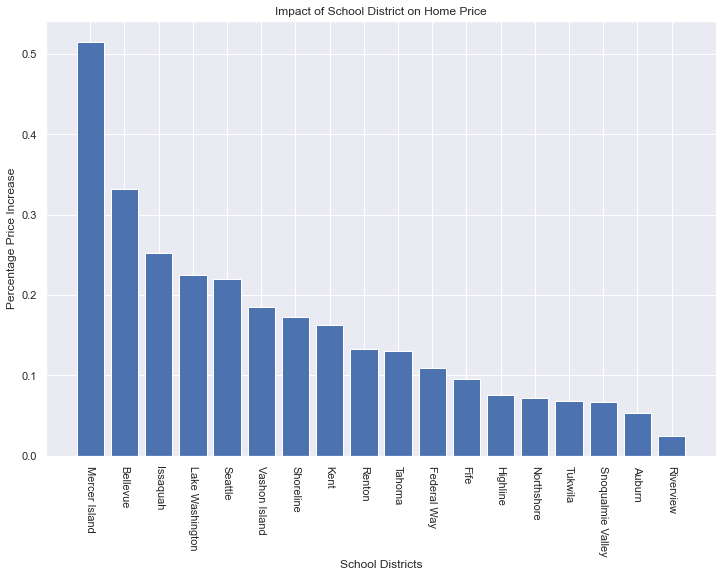 Impact of School District on Home Price
Percentage Price Increase
0.5
0.4
0.3
0.2
0.1
0.0
Mercer Island
Bellevue
Issaquah
Lake Washington
Seattle
Vashon Island
Shoreline
Kent
Renton
Tahoma
Federal Way
Fife
Highline
Northshore
Tukwila
Snoqualmie Valley
Auburn
Riverview
School Districts